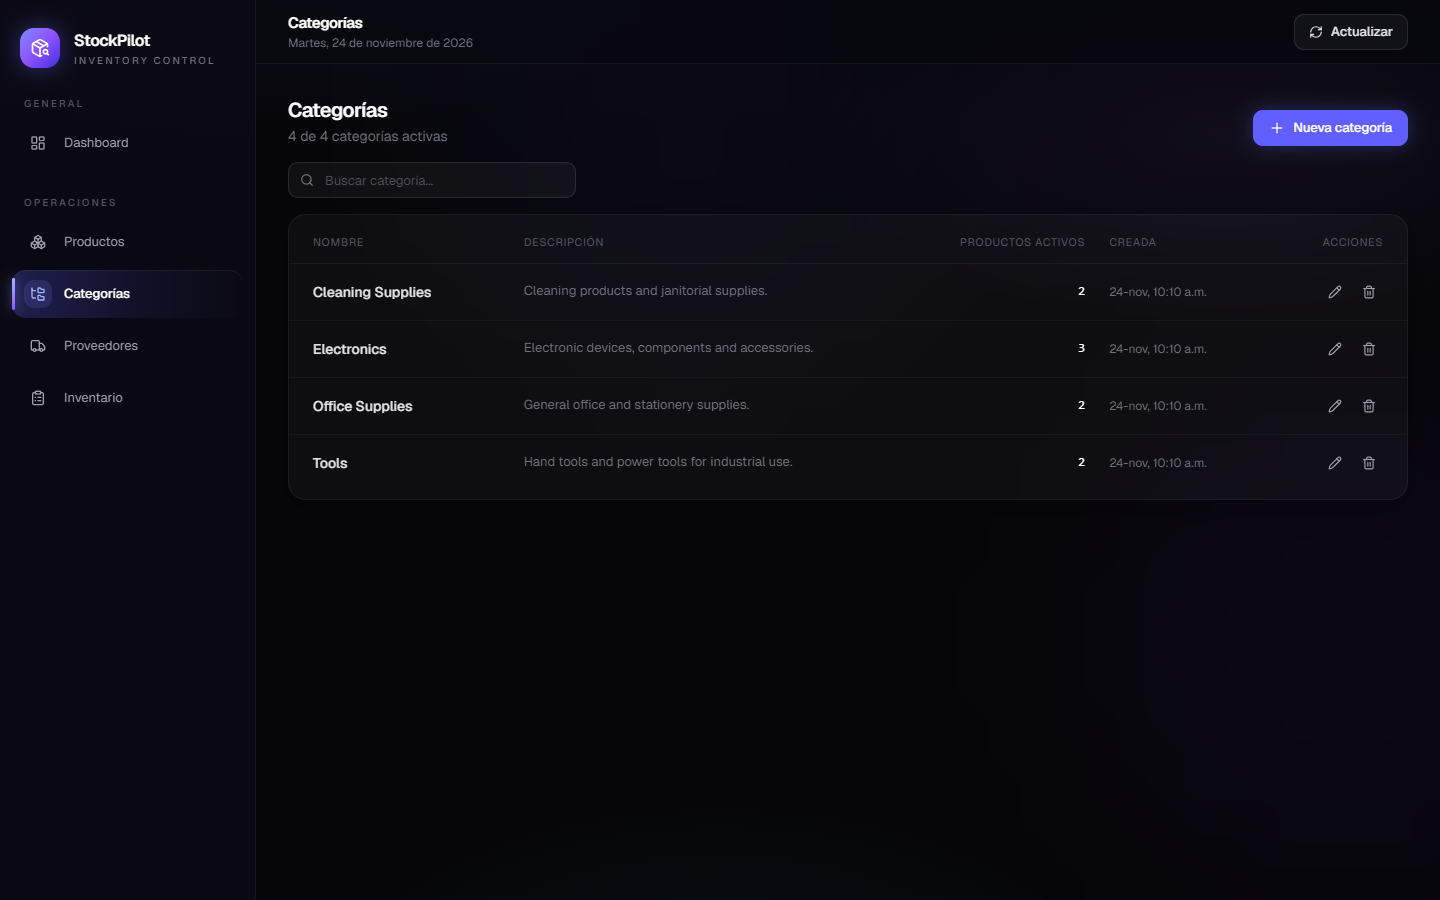 StockPilot
INVENTORY CONTROL
GENERAL
Dashboard
OPERACIONES
Productos
Categorías
Proveedores
Inventario
Categorías
Martes, 24 de noviembre de 2026
Actualizar
Categorías
4 de 4 categorías activas
Nueva categoría
Buscar categoría...
NOMBRE DESCRIPCIÓN PRODUCTOS ACTIVOS CREADA ACCIONES
Cleaning Supplies Cleaning products and janitorial supplies. 2 24-nov, 10:10 a.m.
Electronics Electronic devices, components and accessories. 3 24-nov, 10:10 a.m.
Office Supplies General office and stationery supplies. 2 24-nov, 10:10 a.m.
Tools Hand tools and power tools for industrial use. 2 24-nov, 10:10 a.m.